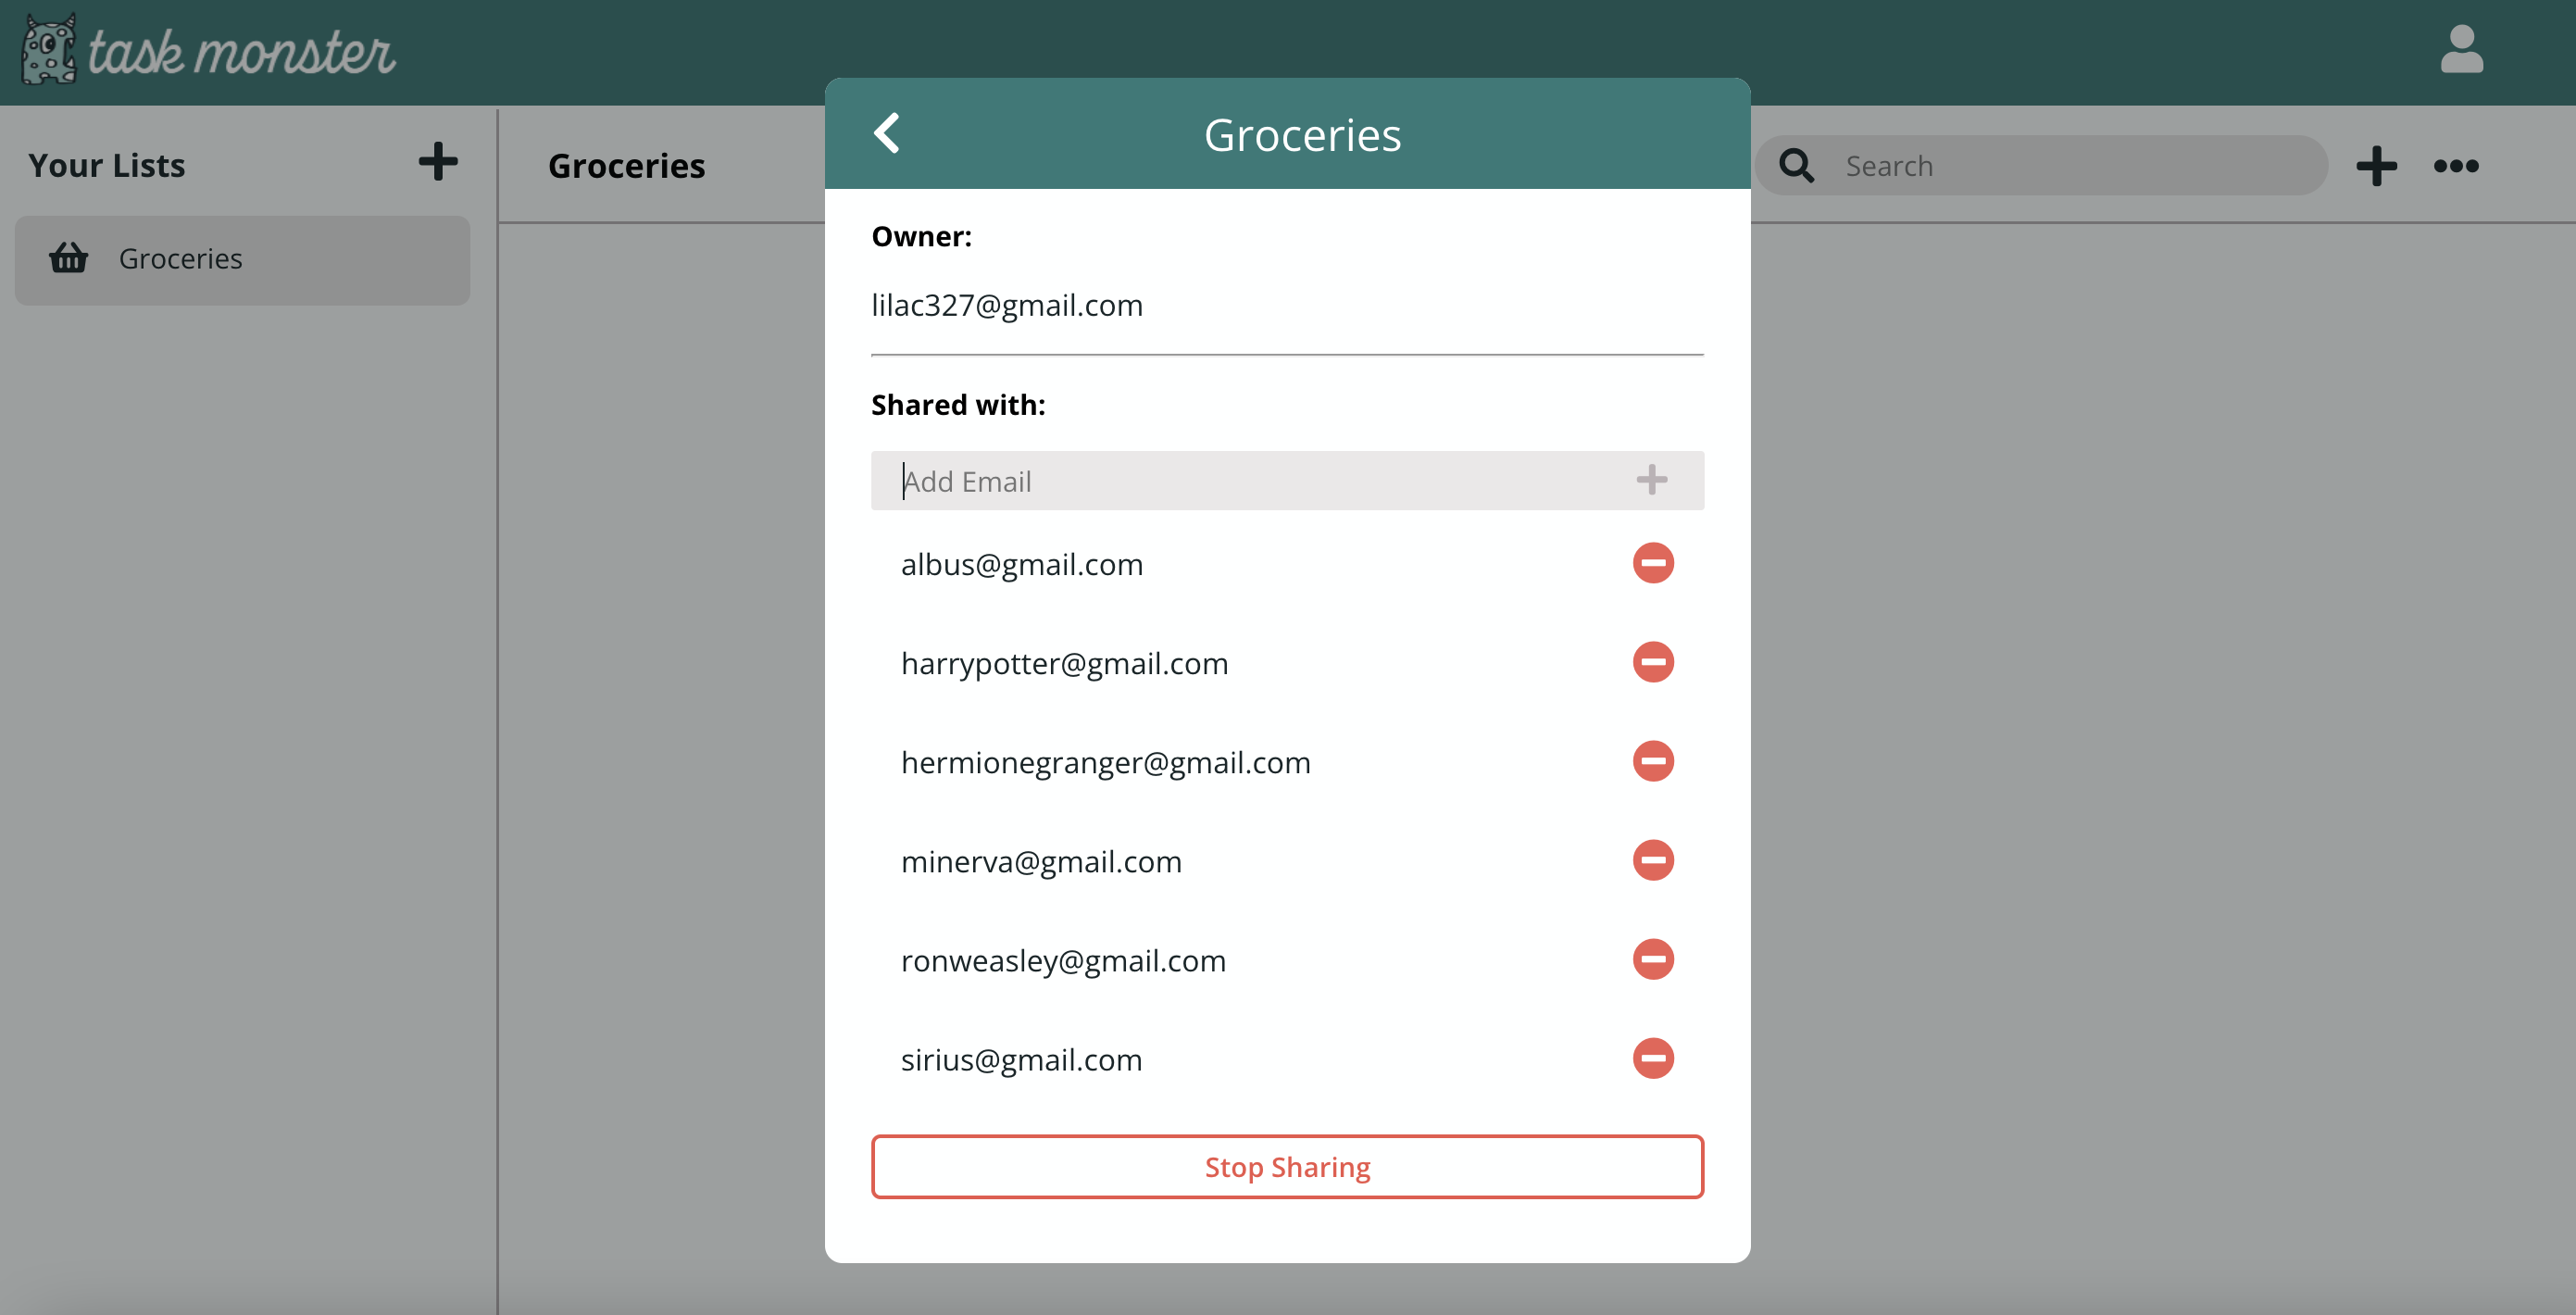 task monster
Your Lists
Groceries
Groceries
Search
Groceries
Owner:
lilac327@gmail.com
Shared with:
Add Email
albus@gmail.com
harrypotter@gmail.com
hermionegranger@gmail.com
minerva@gmail.com
ronweasley@gmail.com
sirius@gmail.com
Stop Sharing